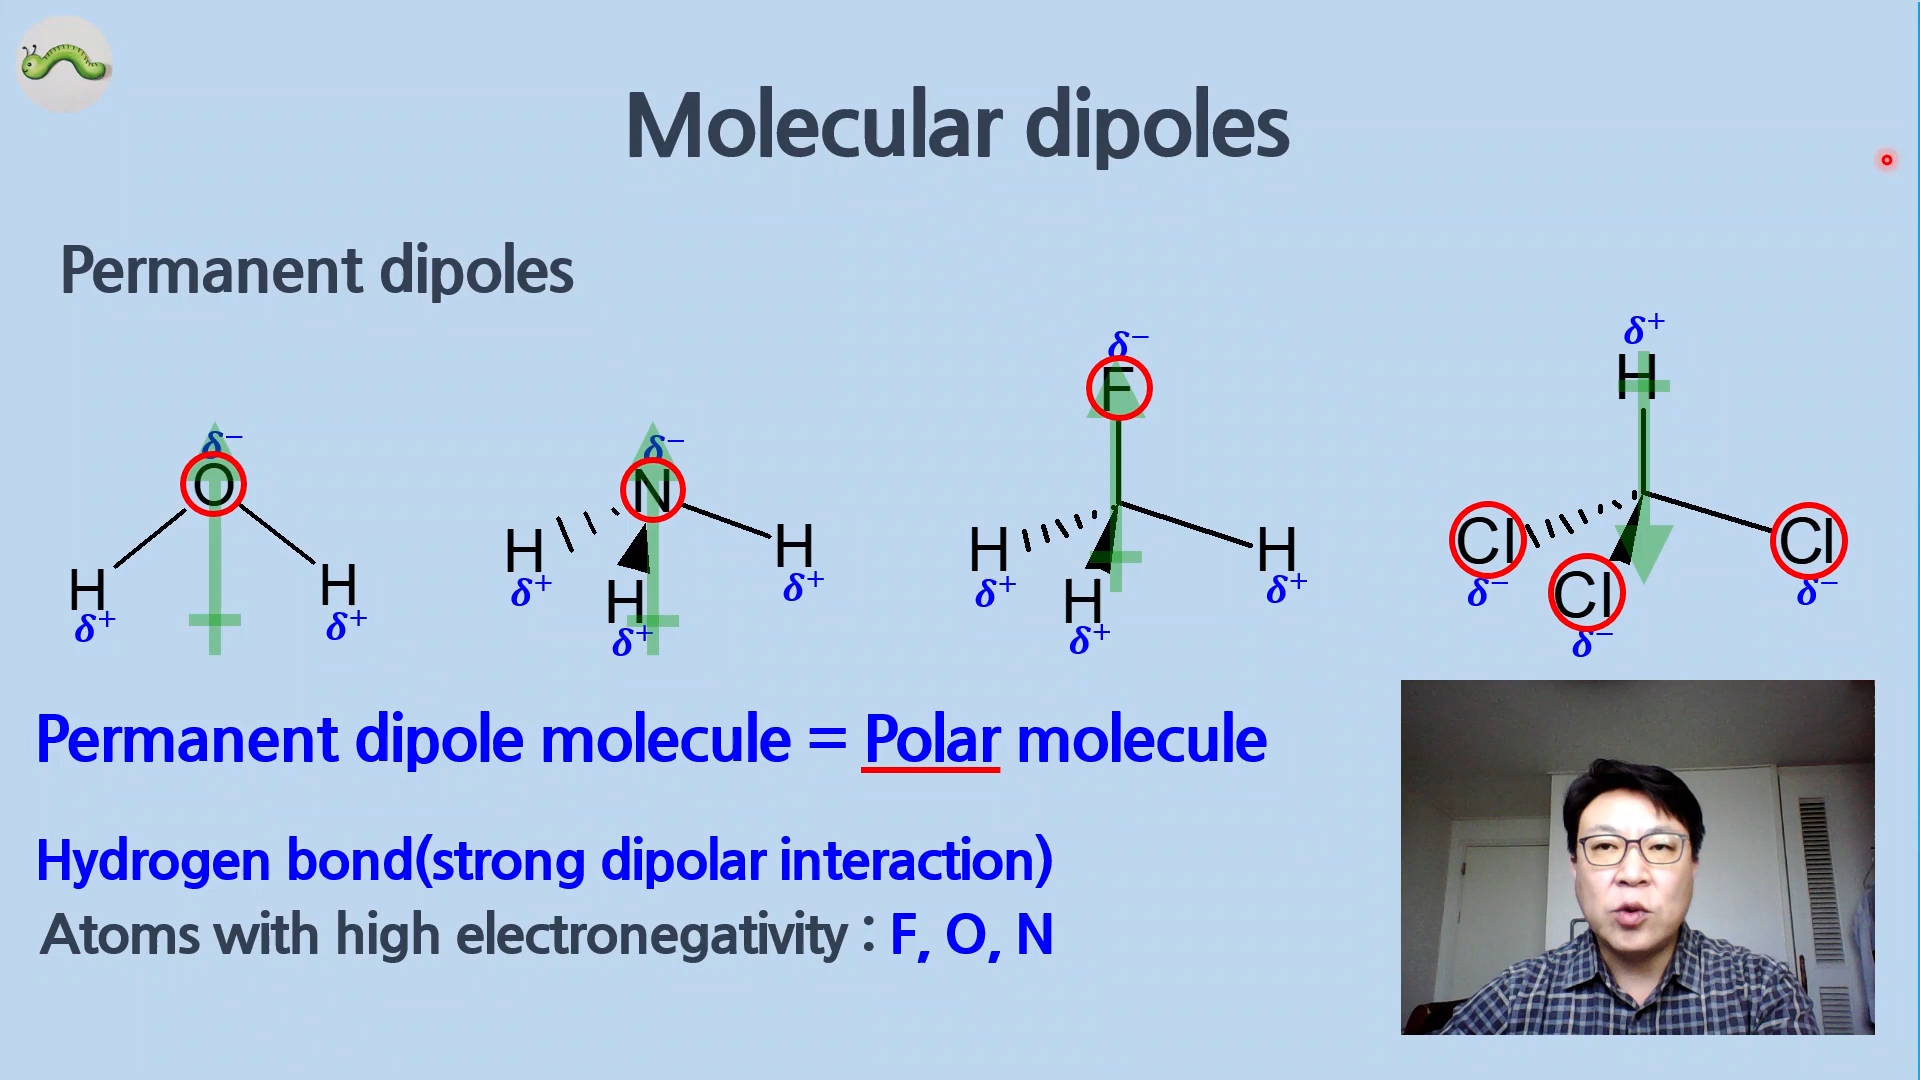 Molecular dipoles
Permanent dipoles
δ⁻
O
H
δ⁺
H
δ⁺
δ⁻
N
H
δ⁺
H
δ⁺
H
δ⁺
δ⁻
F
H
δ⁺
H
δ⁺
H
δ⁺
δ⁺
H
Cl
δ⁻
Cl
δ⁻
Cl
δ⁻
Permanent dipole molecule = Polar molecule
Hydrogen bond(strong dipolar interaction)
Atoms with high electronegativity : F, O, N